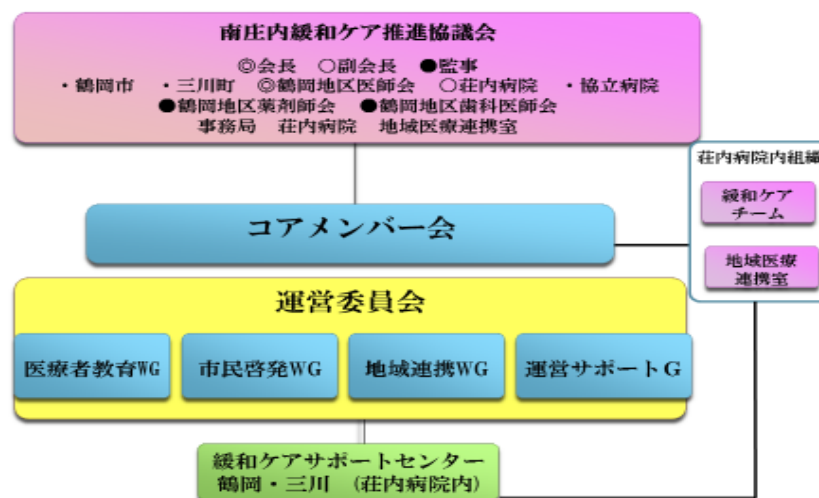 南庄内緩和ケア推進協議会
◎会長 ○副会長 ●監事
・鶴岡市 ・三川町 ◎鶴岡地区医師会 ○荘内病院 ・協立病院
●鶴岡地区薬剤師会 ●鶴岡地区歯科医師会
事務局 荘内病院 地域医療連携室
荘内病院内組織
緩和ケア
チーム
地域医療
連携室
コアメンバー会
運営委員会
医療者教育WG
市民啓発WG
地域連携WG
運営サポートG
緩和ケアサポートセンター
鶴岡・三川 (荘内病院内)